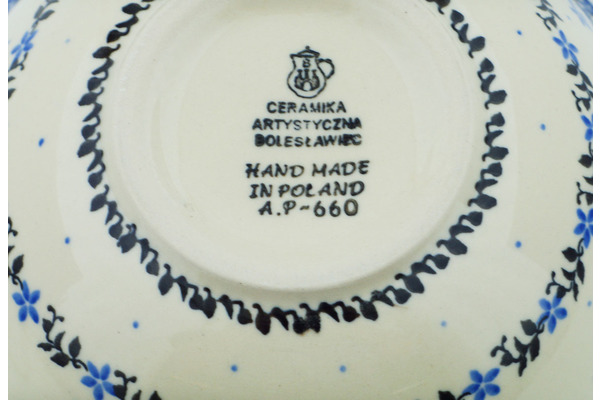 B
CERAMIKA
ARTYSTYCZNA
BOLESŁAWIEC
HAND MADE
IN POLAND
A.P~660